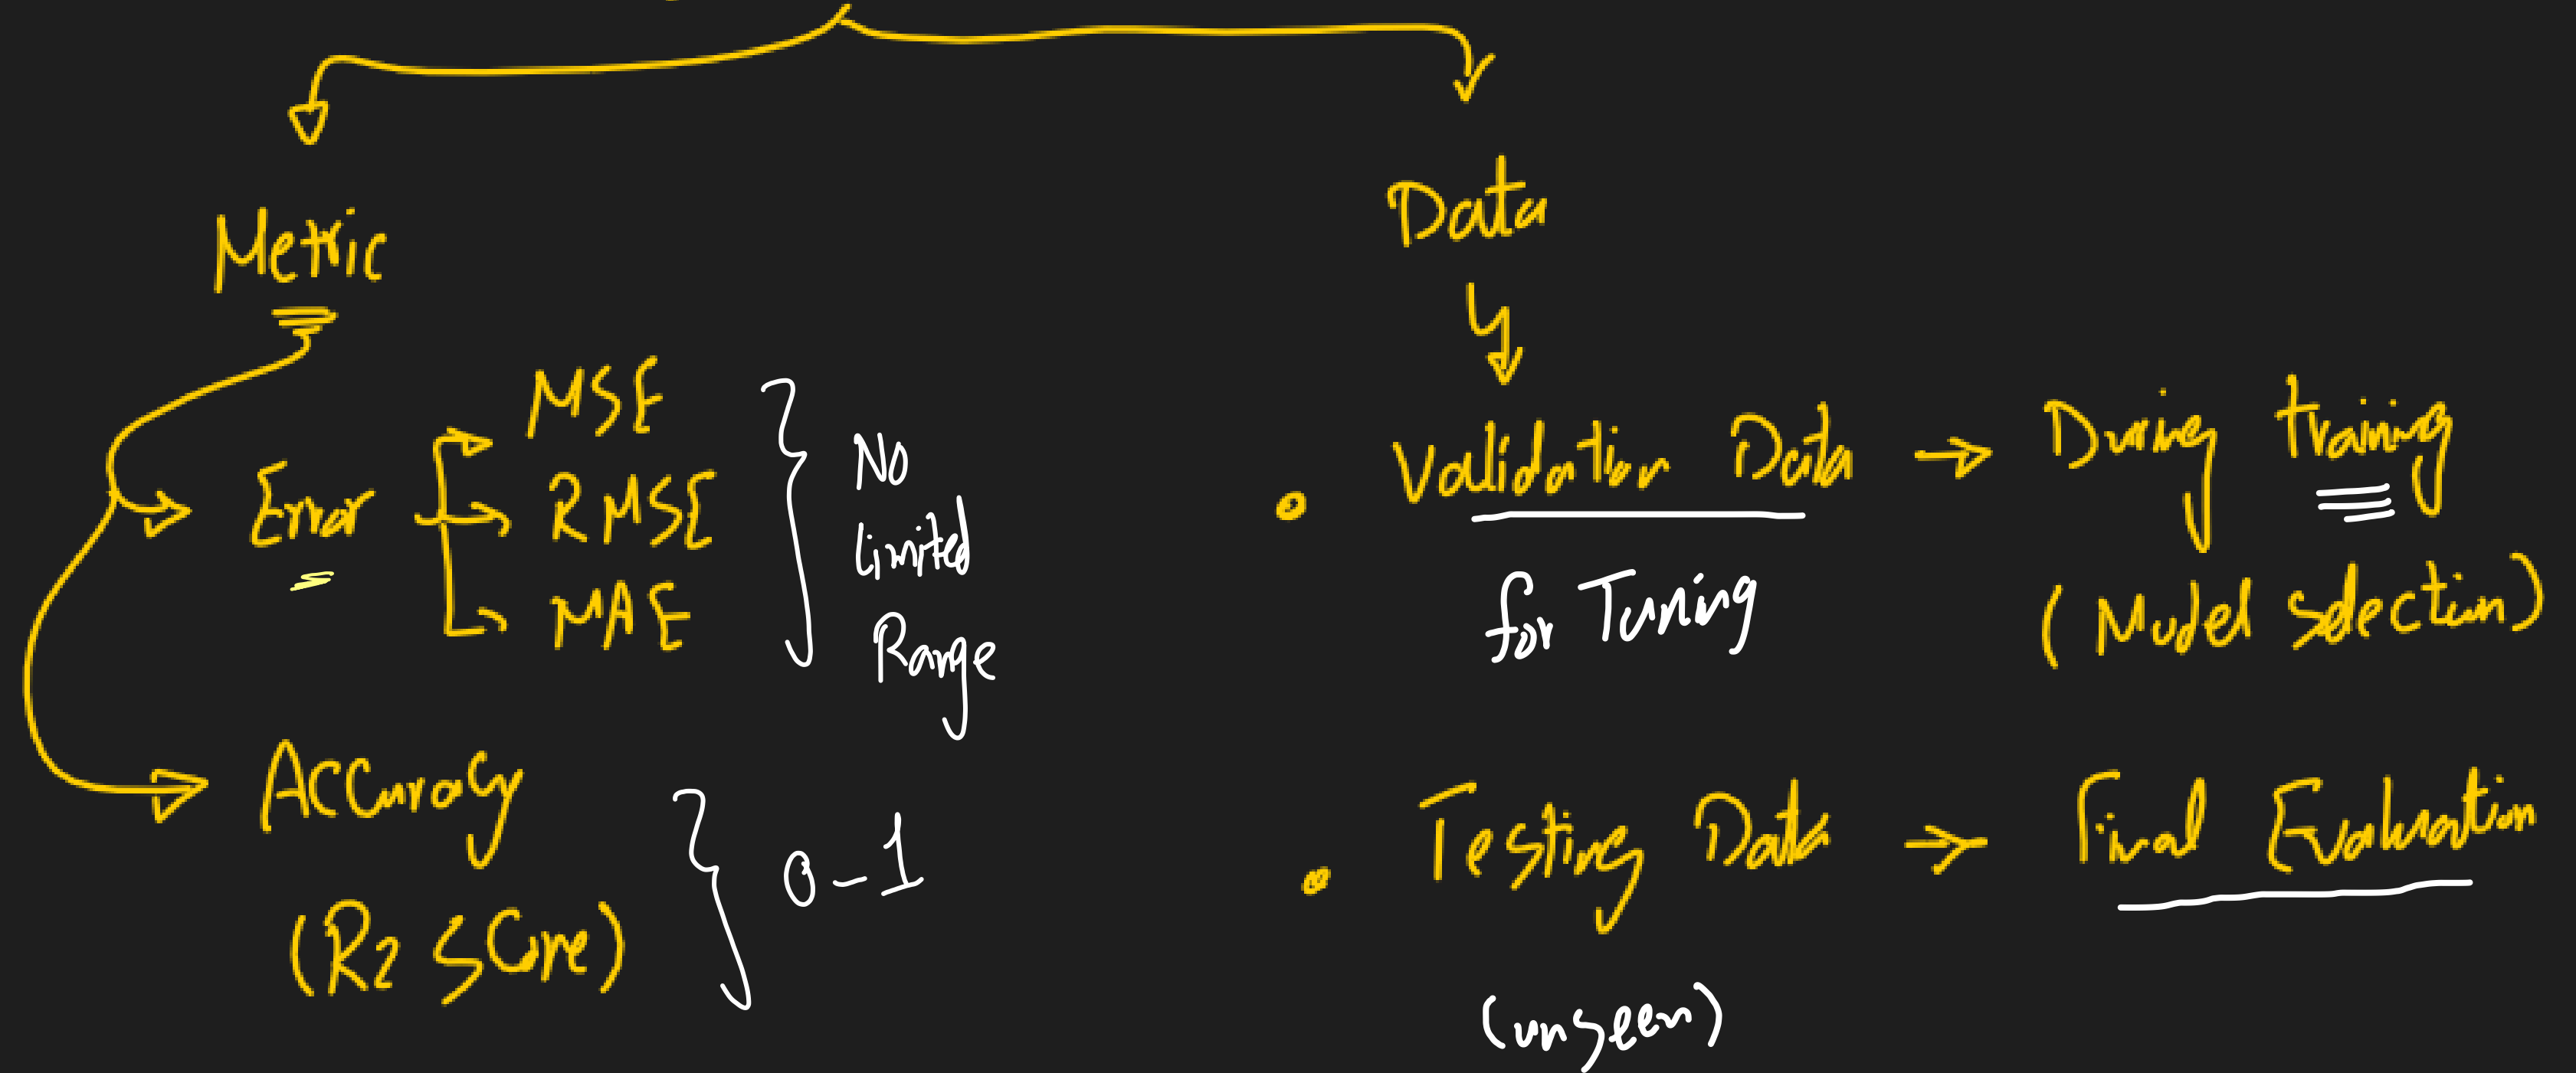 Metric
Error
MSE
RMSE
MAE
No
Limited
Range
Accuracy
(R2 score)
0-1
Data
Validation Data → During training
for Tuning
(Model selection)
Testing Data → Final Evaluation
(unseen)